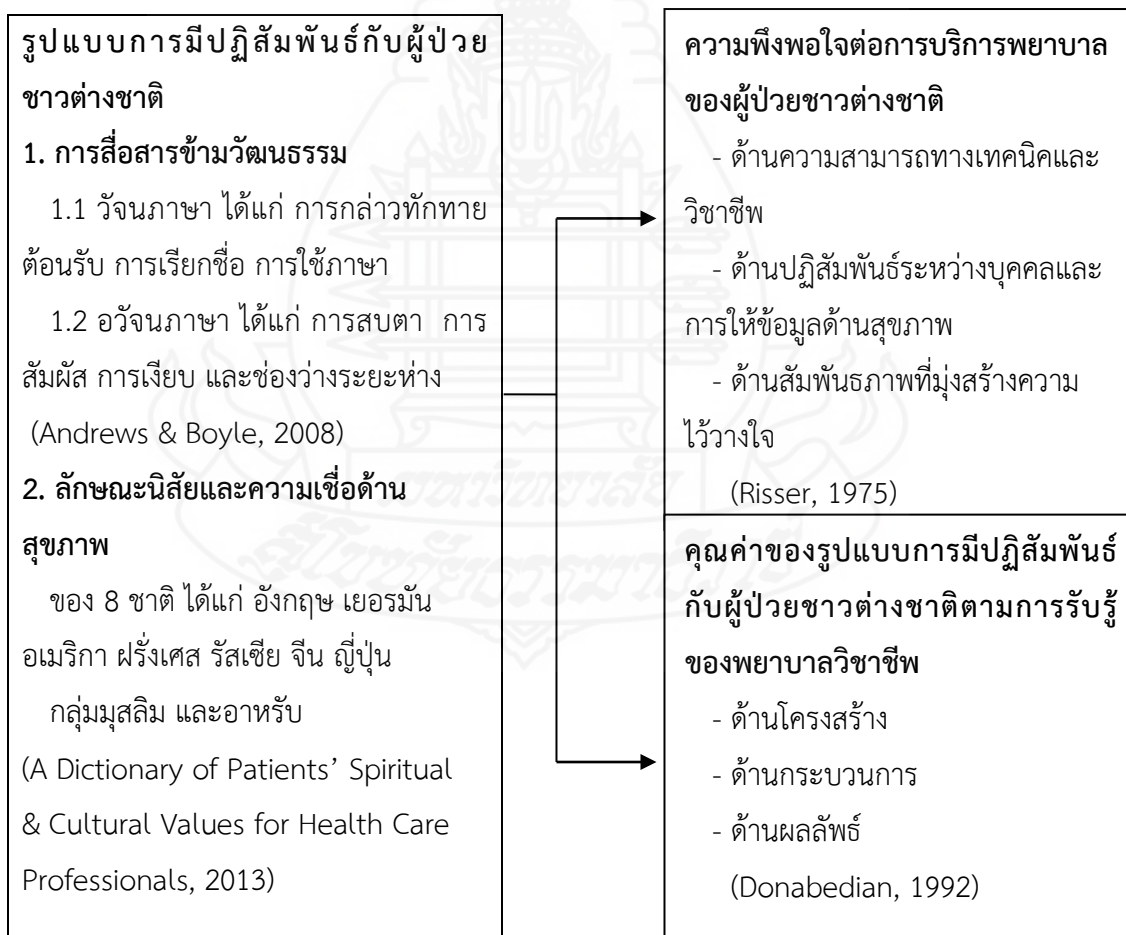 รูปแบบการมีปฏิสัมพันธ์กับผู้ป่วย
ชาวต่างชาติ
1. การสื่อสารข้ามวัฒนธรรม
1.1 วัจนภาษา ได้แก่ การกล่าวทักทาย
ต้อนรับ การเรียกชื่อ การใช้ภาษา
1.2 อวัจนภาษา ได้แก่ การสบตา การ
สัมผัส การเงียบ และช่องว่างระยะห่าง
(Andrews & Boyle, 2008)
2. ลักษณะนิสัยและความเชื่อด้าน
สุขภาพ
ของ 8 ชาติ ได้แก่ อังกฤษ เยอรมัน
อเมริกา ฝรั่งเศส รัสเซีย จีน ญี่ปุ่น
กลุ่มมุสลิม และอาหรับ
(A Dictionary of Patients’ Spiritual
& Cultural Values for Health Care
Professionals, 2013)
ความพึงพอใจต่อการบริการพยาบาล
ของผู้ป่วยชาวต่างชาติ
- ด้านความสามารถทางเทคนิคและ
วิชาชีพ
- ด้านปฏิสัมพันธ์ระหว่างบุคคลและ
การให้ข้อมูลด้านสุขภาพ
- ด้านสัมพันธภาพที่มุ่งสร้างความ
ไว้วางใจ
(Risser, 1975)
คุณค่าของรูปแบบการมีปฏิสัมพันธ์
กับผู้ป่วยชาวต่างชาติตามการรับรู้
ของพยาบาลวิชาชีพ
- ด้านโครงสร้าง
- ด้านกระบวนการ
- ด้านผลลัพธ์
(Donabedian, 1992)
มหาวิทยาลัย
สุโขทัยธรรมาธิราช